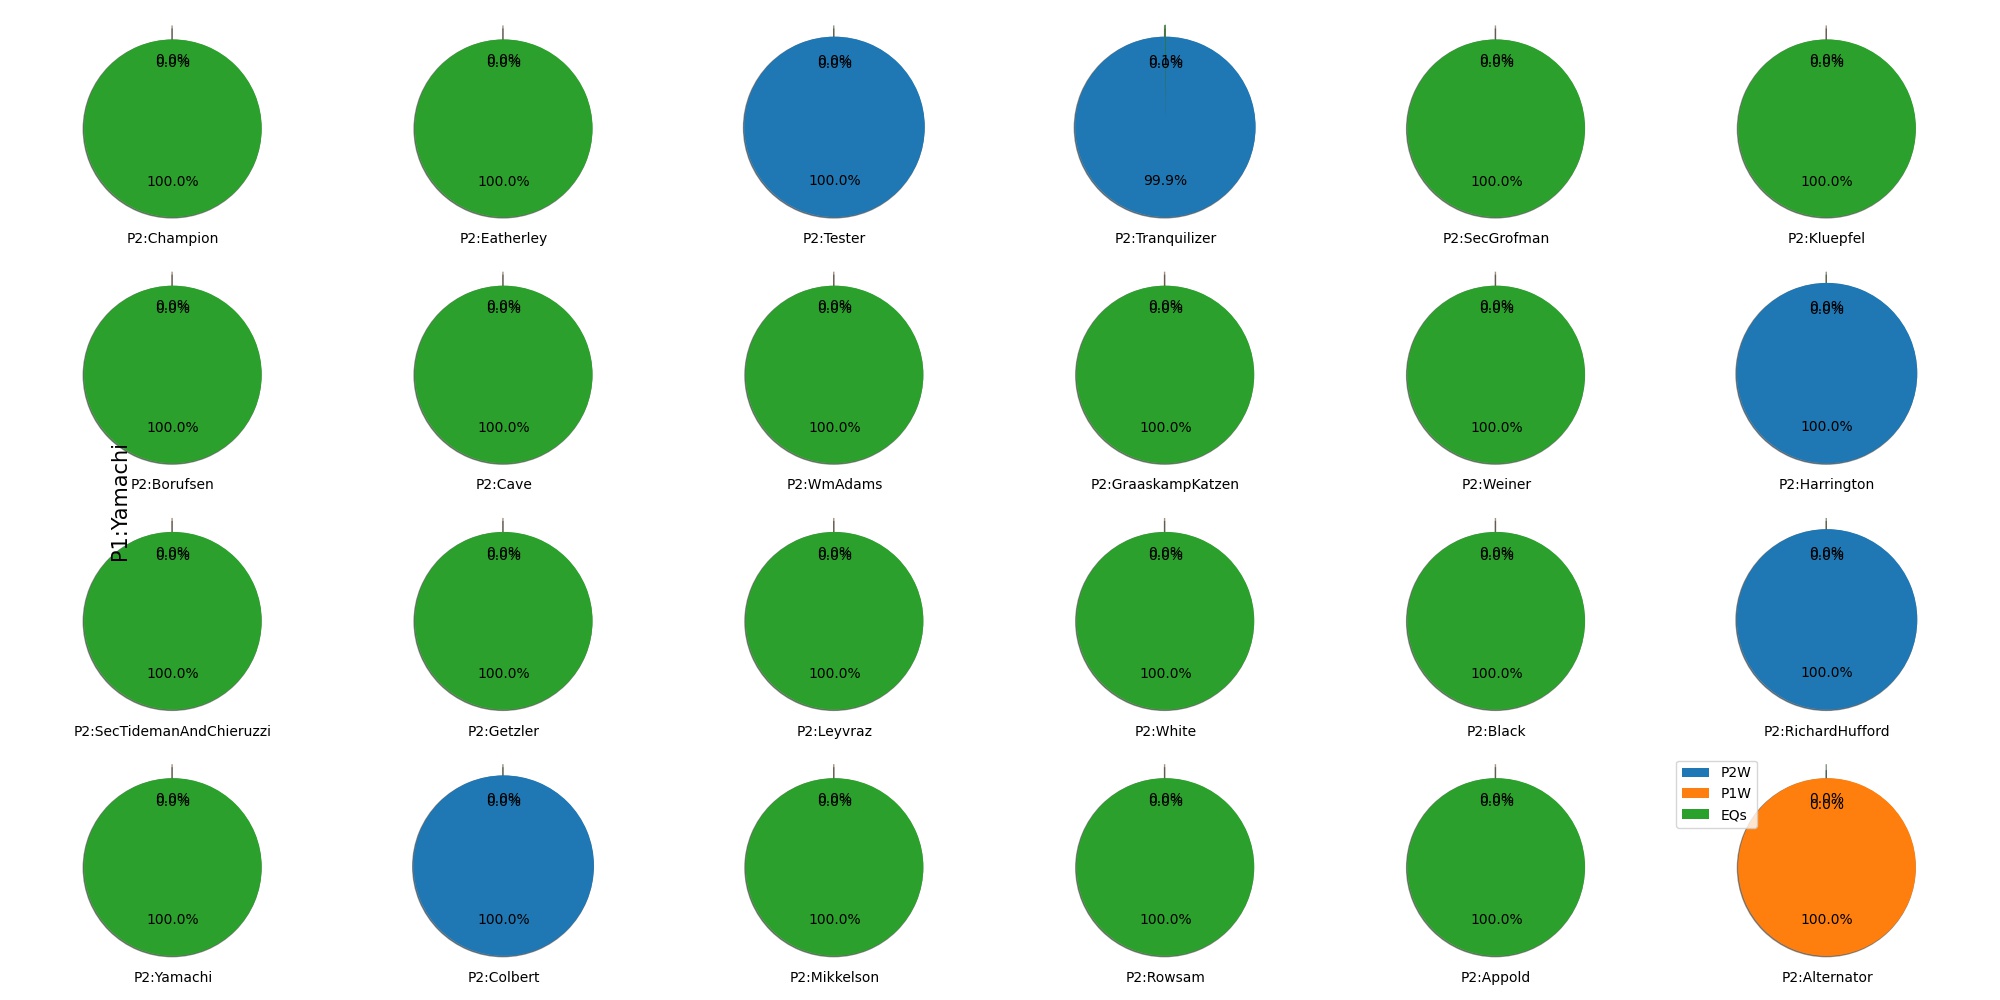 0.0%
0.0%
100.0%
P2:Champion
0.0%
0.0%
100.0%
P2:Eatherley
0.0%
0.0%
100.0%
P2:Tester
0.1%
0.0%
99.9%
P2:Tranquilizer
0.0%
0.0%
100.0%
P2:SecGrofman
0.0%
0.0%
100.0%
P2:Kluepfel
P1:Yamachi
0.0%
0.0%
100.0%
P2:Borufsen
0.0%
0.0%
100.0%
P2:Cave
0.0%
0.0%
100.0%
P2:WmAdams
0.0%
0.0%
100.0%
P2:GraaskampKatzen
0.0%
0.0%
100.0%
P2:Weiner
0.0%
0.0%
100.0%
P2:Harrington
0.0%
0.0%
100.0%
P2:SecTidemanAndChieruzzi
0.0%
0.0%
100.0%
P2:Getzler
0.0%
0.0%
100.0%
P2:Leyvraz
0.0%
0.0%
100.0%
P2:White
0.0%
0.0%
100.0%
P2:Black
0.0%
0.0%
100.0%
P2:RichardHufford
0.0%
0.0%
100.0%
P2:Yamachi
0.0%
0.0%
100.0%
P2:Colbert
0.0%
0.0%
100.0%
P2:Mikkelson
0.0%
0.0%
100.0%
P2:Rowsam
0.0%
0.0%
100.0%
P2:Appold
P2W
P1W
EQs
0.0%
0.0%
100.0%
P2:Alternator